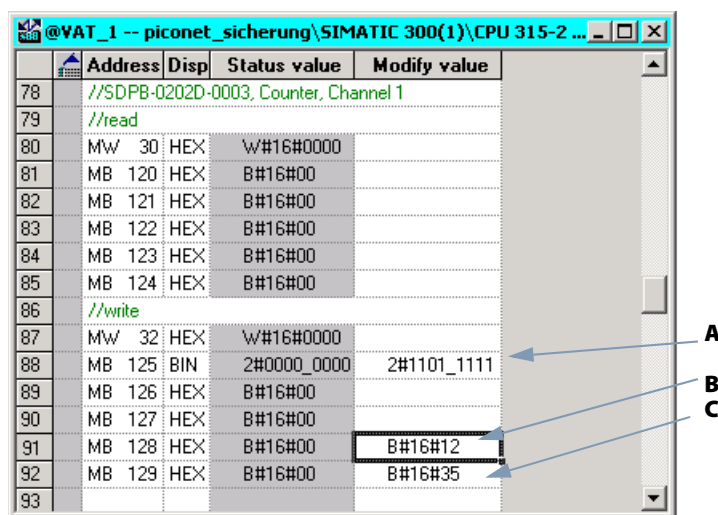 @VAT_1 -- piconet_sicherung\SIMATIC 300(1)\CPU 315-2 ...
Address Disp Status value Modify value
78 //SDPB-0202D-0003, Counter, Channel 1
79 //read
80 MW 30 HEX W#16#0000
81 MB 120 HEX B#16#00
82 MB 121 HEX B#16#00
83 MB 122 HEX B#16#00
84 MB 123 HEX B#16#00
85 MB 124 HEX B#16#00
86 //write
87 MW 32 HEX W#16#0000
88 MB 125 BIN 2#0000_0000 2#1101_1111 A
89 MB 126 HEX B#16#00
90 MB 127 HEX B#16#00 B
91 MB 128 HEX B#16#00 B#16#12 C
92 MB 129 HEX B#16#00 B#16#35
93